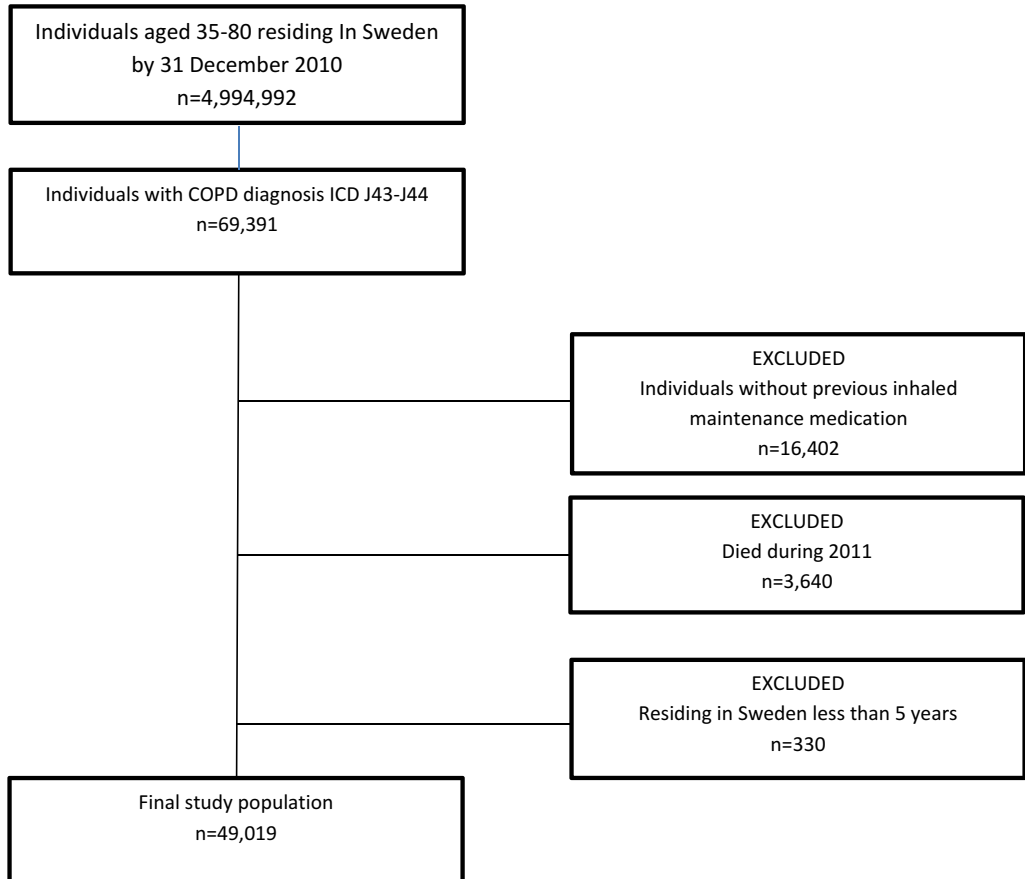 Individuals aged 35-80 residing In Sweden
by 31 December 2010
n=4,994,992
Individuals with COPD diagnosis ICD J43-J44
n=69,391
EXCLUDED
Individuals without previous inhaled
maintenance medication
n=16,402
EXCLUDED
Died during 2011
n=3,640
EXCLUDED
Residing in Sweden less than 5 years
n=330
Final study population
n=49,019